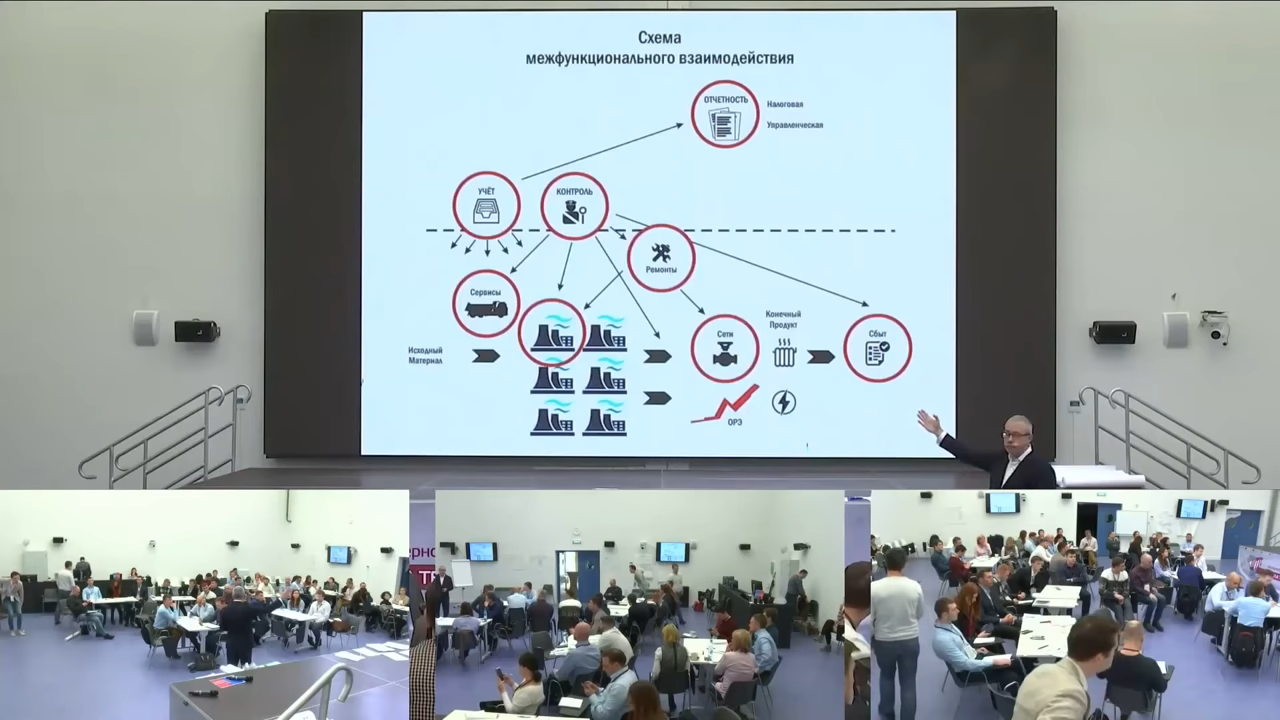 Схема
межфункционального взаимодействия
ОТЧЕТНОСТЬ
Налоговая
Управленческая
УЧЁТ
КОНТРОЛЬ
Ремонты
Сервисы
Исходный
Материал
Сети
Конечный
Продукт
Сбыт
ОРЭ